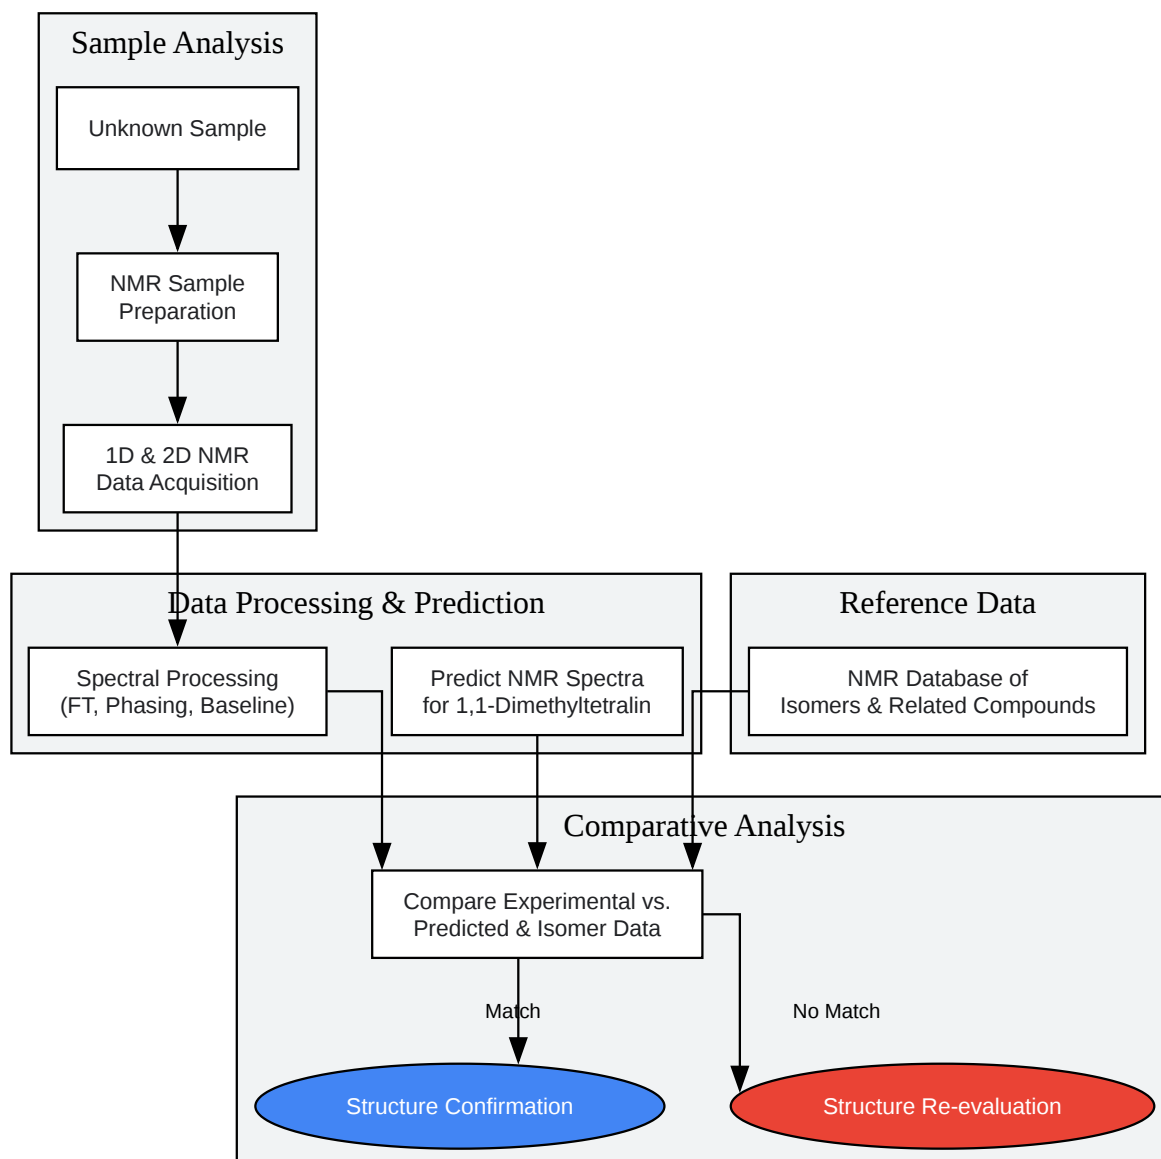 Sample Analysis
Unknown Sample
NMR Sample
Preparation
1D & 2D NMR
Data Acquisition
Data Processing & Prediction
Spectral Processing
(FT, Phasing, Baseline)
Predict NMR Spectra
for 1,1-Dimethyltetralin
Reference Data
NMR Database of
Isomers & Related Compounds
Comparative Analysis
Compare Experimental vs.
Predicted & Isomer Data
Match
No Match
Structure Confirmation
Structure Re-evaluation